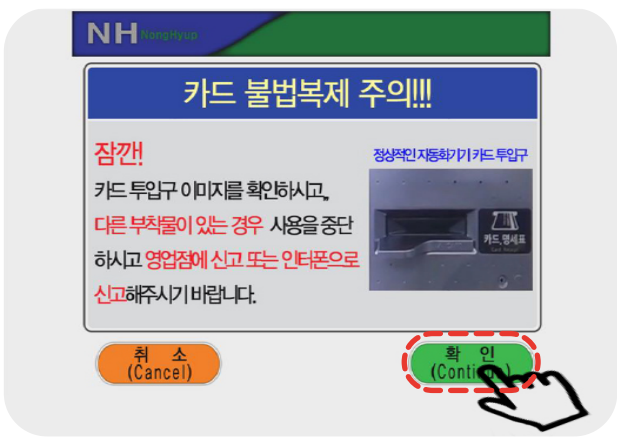 NH NongHyup
카드 불법복제 주의!!!
잠깐!
정상적인 자동화기기 카드 투입구
카드 투입구 이미지를 확인하시고,,
다른 부착물이 있는 경우 사용을 중단
하시고 영업점에 신고 또는 인터폰으로
신고해주시기 바랍니다.
카드,명세표
취 소
(Cancel)
확 인